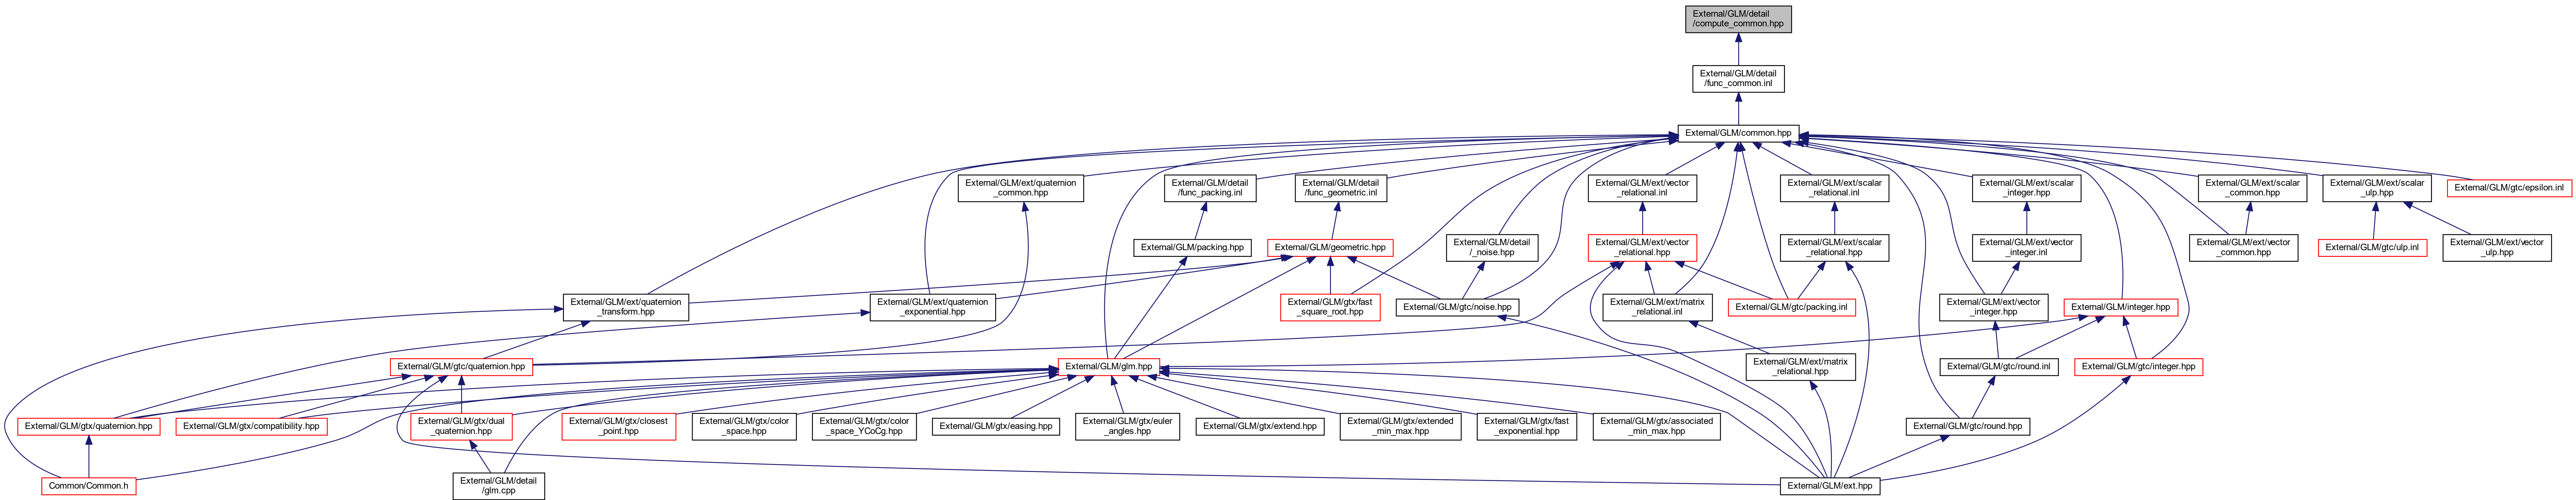 External/GLM/detail
/compute_common.hpp
External/GLM/detail
/func_common.inl
External/GLM/common.hpp
External/GLM/ext/quaternion
_common.hpp
External/GLM/detail
/func_packing.inl
External/GLM/detail
/func_geometric.inl
External/GLM/ext/vector
_relational.inl
External/GLM/ext/scalar
_relational.inl
External/GLM/ext/scalar
_integer.hpp
External/GLM/ext/scalar
_common.hpp
External/GLM/ext/scalar
_ulp.hpp
External/GLM/gtc/epsilon.inl
External/GLM/packing.hpp
External/GLM/geometric.hpp
External/GLM/detail
/_noise.hpp
External/GLM/ext/vector
_relational.hpp
External/GLM/ext/scalar
_relational.hpp
External/GLM/ext/vector
_integer.inl
External/GLM/ext/vector
_common.hpp
External/GLM/gtc/ulp.inl
External/GLM/ext/vector
_ulp.hpp
External/GLM/ext/quaternion
_transform.hpp
External/GLM/ext/quaternion
_exponential.hpp
External/GLM/gtx/fast
_square_root.hpp
External/GLM/gtc/noise.hpp
External/GLM/ext/matrix
_relational.inl
External/GLM/gtc/packing.inl
External/GLM/ext/vector
_integer.hpp
External/GLM/integer.hpp
External/GLM/gtc/quaternion.hpp
External/GLM/glm.hpp
External/GLM/ext/matrix
_relational.hpp
External/GLM/gtc/round.inl
External/GLM/gtc/integer.hpp
External/GLM/gtx/quaternion.hpp
External/GLM/gtx/compatibility.hpp
External/GLM/gtx/dual
_quaternion.hpp
External/GLM/gtx/closest
_point.hpp
External/GLM/gtx/color
_space.hpp
External/GLM/gtx/color
_space_YCoCg.hpp
External/GLM/gtx/easing.hpp
External/GLM/gtx/euler
_angles.hpp
External/GLM/gtx/extend.hpp
External/GLM/gtx/extended
_min_max.hpp
External/GLM/gtx/fast
_exponential.hpp
External/GLM/gtx/associated
_min_max.hpp
External/GLM/gtc/round.hpp
Common/Common.h
External/GLM/detail
/glm.cpp
External/GLM/ext.hpp